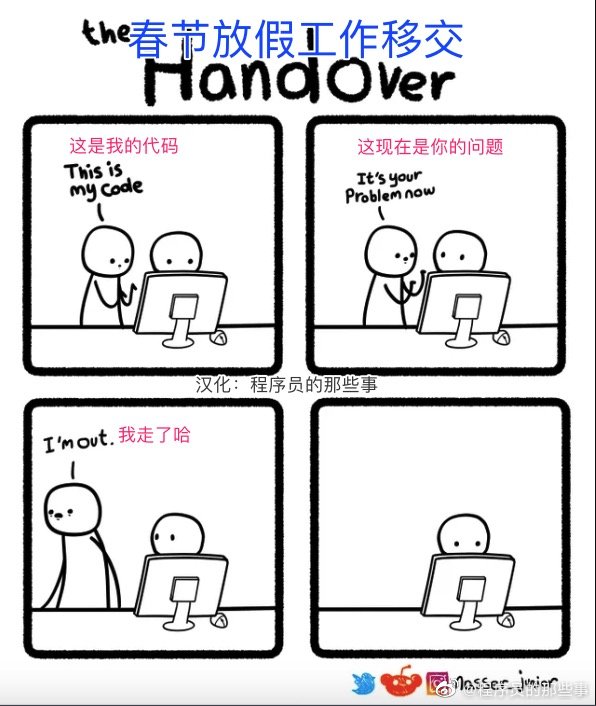 the
春节放假工作移交
HandOver
这是我的代码
This is
my Code
这现在是你的问题
It's your
Problem now
汉化：程序员的那些事
I'm out.
我走了哈
@程序员的那些事